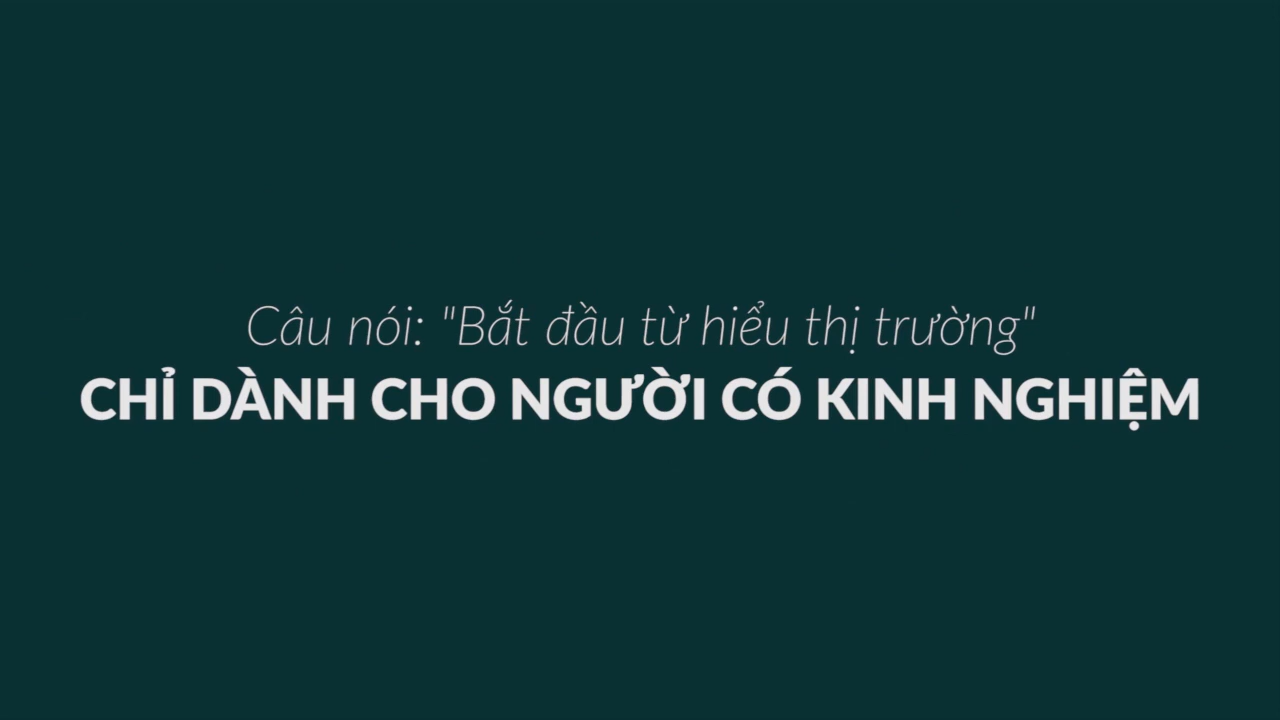 Câu nói: "Bắt đầu từ hiểu thị trường"
CHỈ DÀNH CHO NGƯỜI CÓ KINH NGHIỆM